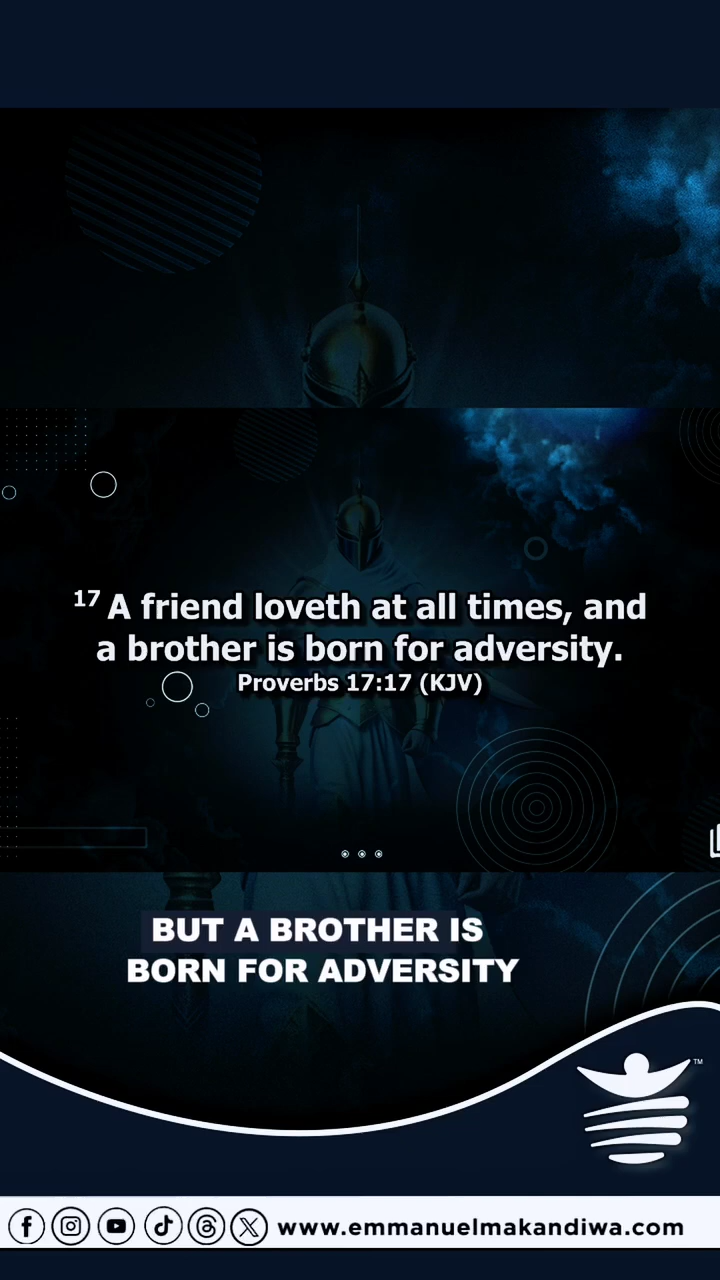 17 A friend loveth at all times, and
a brother is born for adversity.
Proverbs 17:17 (KJV)
BUT A BROTHER IS
BORN FOR ADVERSITY
TM
www.emmanuelmakandiwa.com